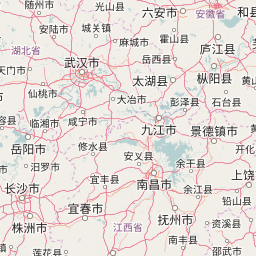 随州市
六安市
安徽省
和县
安陆市
城关镇
霍山县
湖北省
麻城市
庐江县
岳西县
武汉市
太湖县
枞阳县
天门市
光山县
仙桃市
大冶市
彭泽县
石台县
咸宁市
九江市
临湘市
景德镇市
岳阳市
修水县
余干县
开化
安义县
汨罗市
宜丰县
余江县
上饶
长沙市
南昌市
铅山县
宜春市
抚州市
株洲市
资溪县
江西省
南丰县
莲花县
邵武市